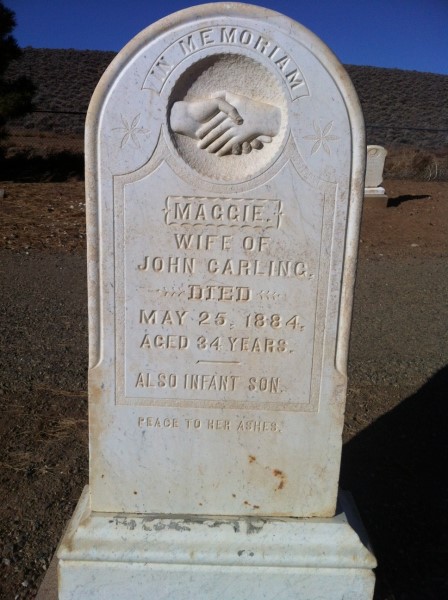 IN MEMORIAM
MAGGIE.
WIFE OF
JOHN CARLING.
DIED
MAY 25, 1884.
AGED 34 YEARS.
ALSO INFANT SON.
PEACE TO HER ASHES.